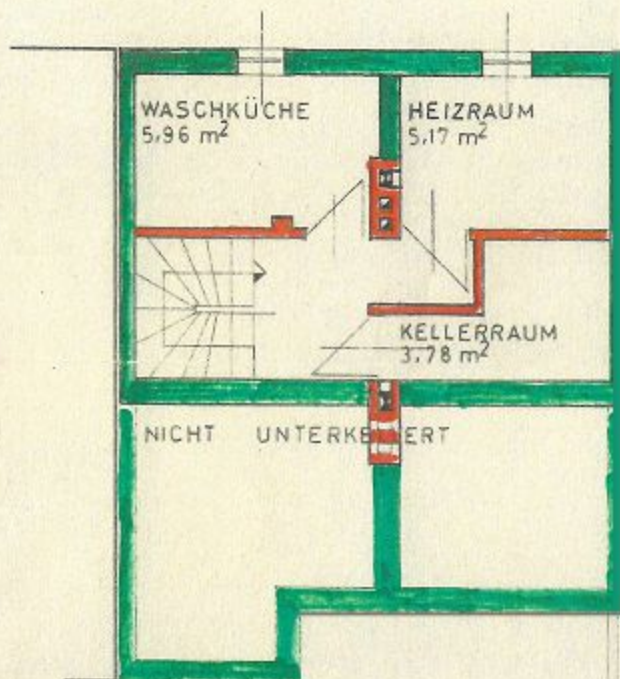 WASCHKÜCHE
5,96 m²
HEIZRAUM
5,17 m²
KELLERRAUM
3,78 m²
NICHT UNTERKELLERT